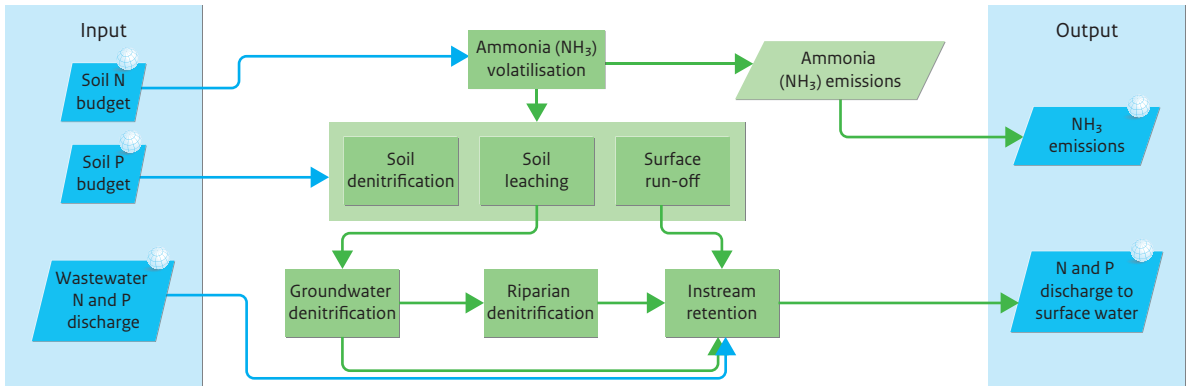 Input
Soil N
budget
Soil P
budget
Wastewater
N and P
discharge
Ammonia (NH₃)
volatilisation
Ammonia
(NH₃) emissions
Soil
denitrification
Soil
leaching
Surface
run-off
Groundwater
denitrification
Riparian
denitrification
Instream
retention
Output
NH₃
emissions
N and P
discharge to
surface water